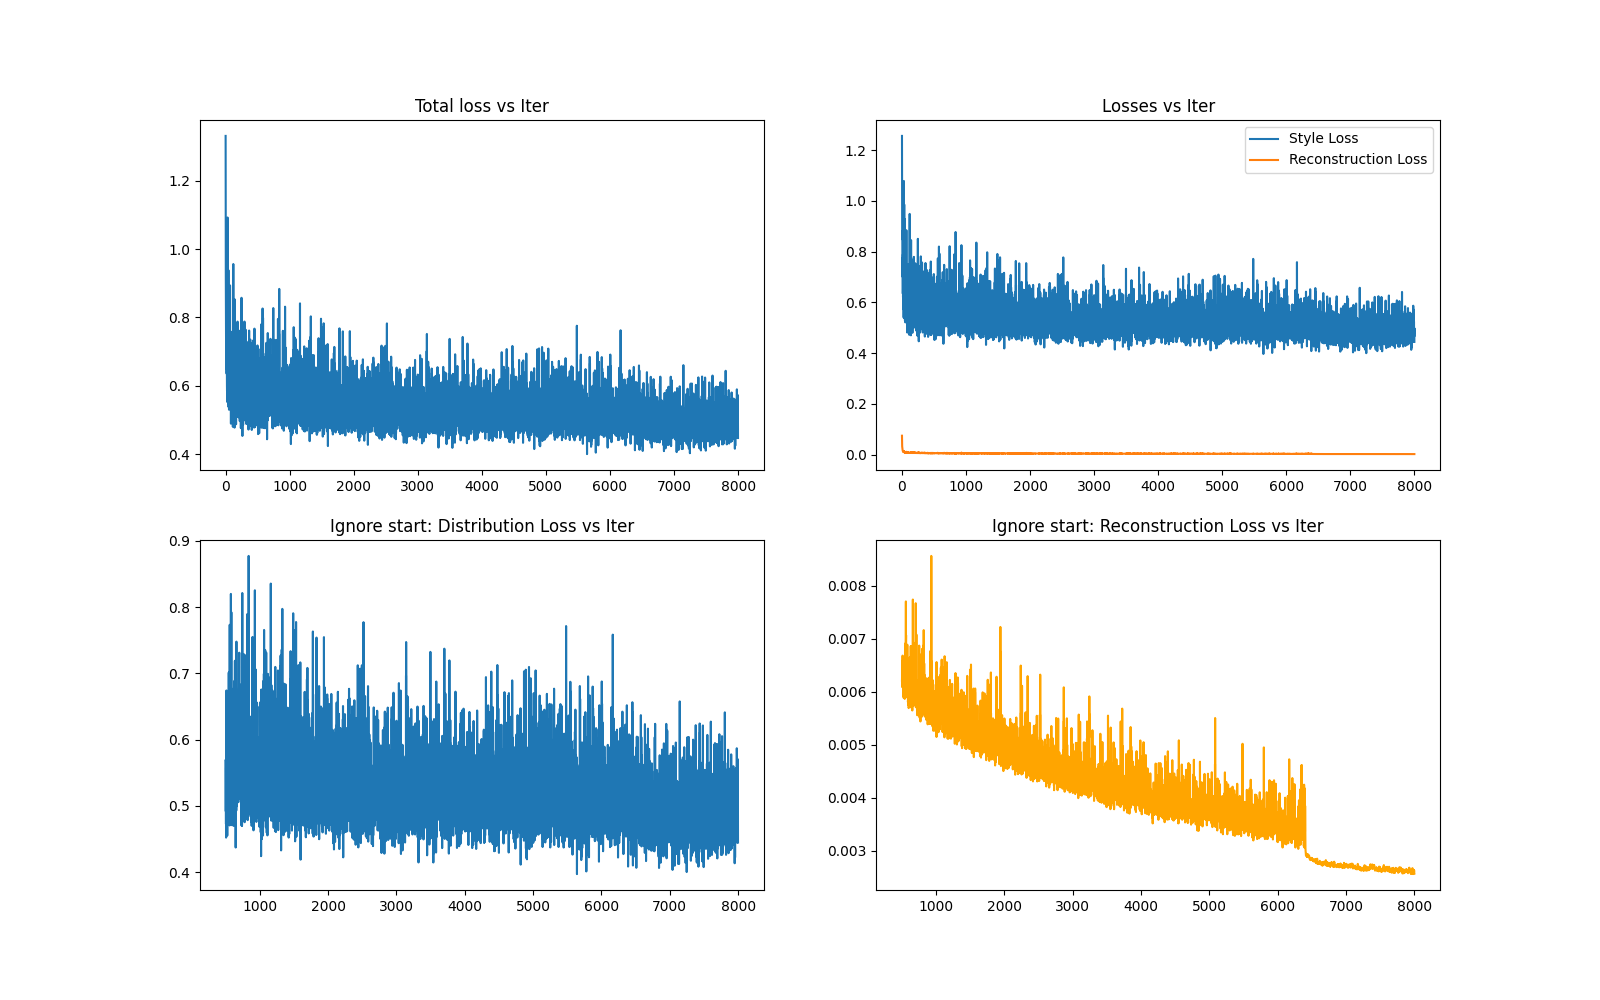 Total loss vs Iter
1.2
1.0
0.8
0.6
0.4
0 1000 2000 3000 4000 5000 6000 7000 8000
Losses vs Iter
Style Loss
Reconstruction Loss
1.2
1.0
0.8
0.6
0.4
0.2
0.0
0 1000 2000 3000 4000 5000 6000 7000 8000
Ignore start: Distribution Loss vs Iter
0.9
0.8
0.7
0.6
0.5
0.4
1000 2000 3000 4000 5000 6000 7000 8000
Ignore start: Reconstruction Loss vs Iter
0.008
0.007
0.006
0.005
0.004
0.003
1000 2000 3000 4000 5000 6000 7000 8000